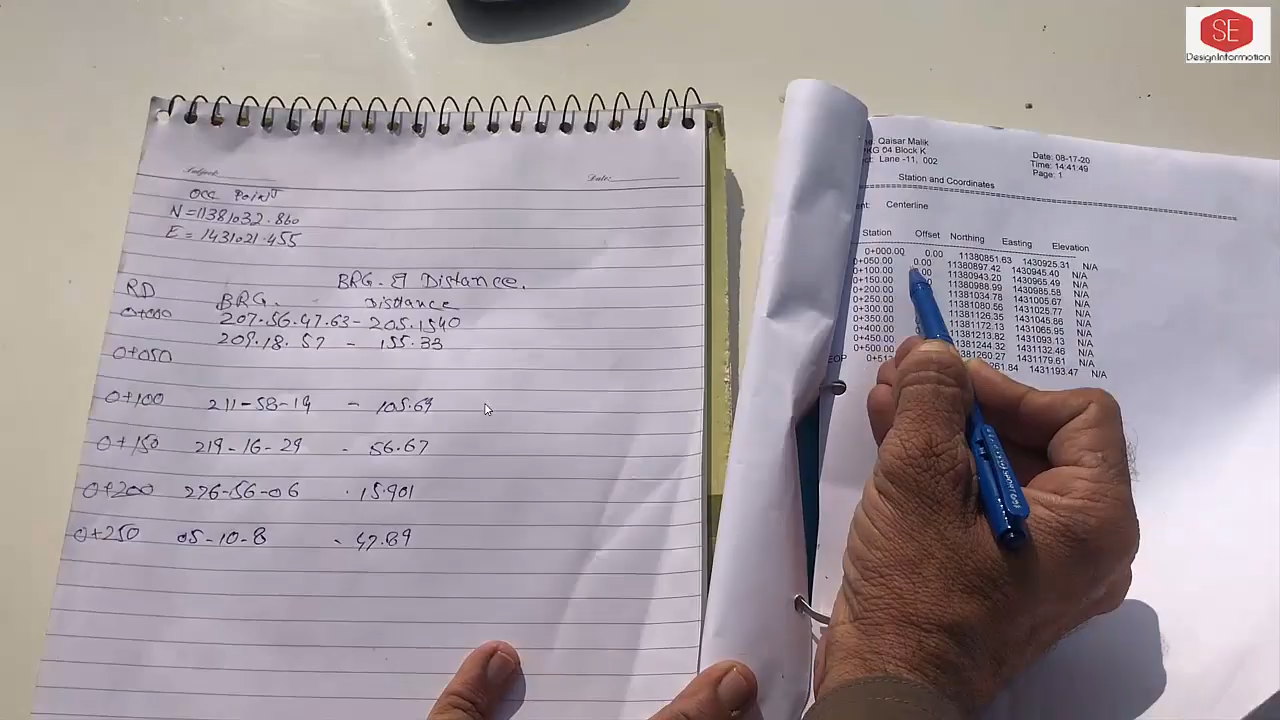 SE
DesignInformation
Subject:
Date:
OCC Point
N = 11381032.860
E = 1431021.455
BRG. & Distance.
RD BRG. Distance
0+000 207-56-47.63 - 205.1540
0+050 209.18.57 - 155.33
0+100 211-58-19 - 105.69
0+150 219-16-29 - 56.67
0+200 276-56-06 . 15.901
0+250 05-10-8 - 47.89
Qaisar Malik
PKG 04 Block K
Lane -11, 002
Date: 08-17-20
Time: 14:41:49
Page: 1
Station and Coordinates
Centerline
Station Offset Northing Easting Elevation
0+000.00 0.00 11380851.63 1430925.31 N/A
0+050.00 0.00 11380897.42 1430945.40 N/A
0+100.00 11380943.20 1430965.49 N/A
0+150.00 11380988.99 1430985.58 N/A
0+200.00 11381034.78 1431005.67 N/A
0+250.00 11381080.56 1431025.77 N/A
0+300.00 11381126.35 1431045.86 N/A
0+350.00 11381172.13 1431065.95 N/A
0+400.00 11381213.82 1431093.13 N/A
0+450.00 11381244.32 1431132.46 N/A
0+500.00 11381260.27 1431179.61 N/A
EOP 0+51 261.84 1431193.47 N/A